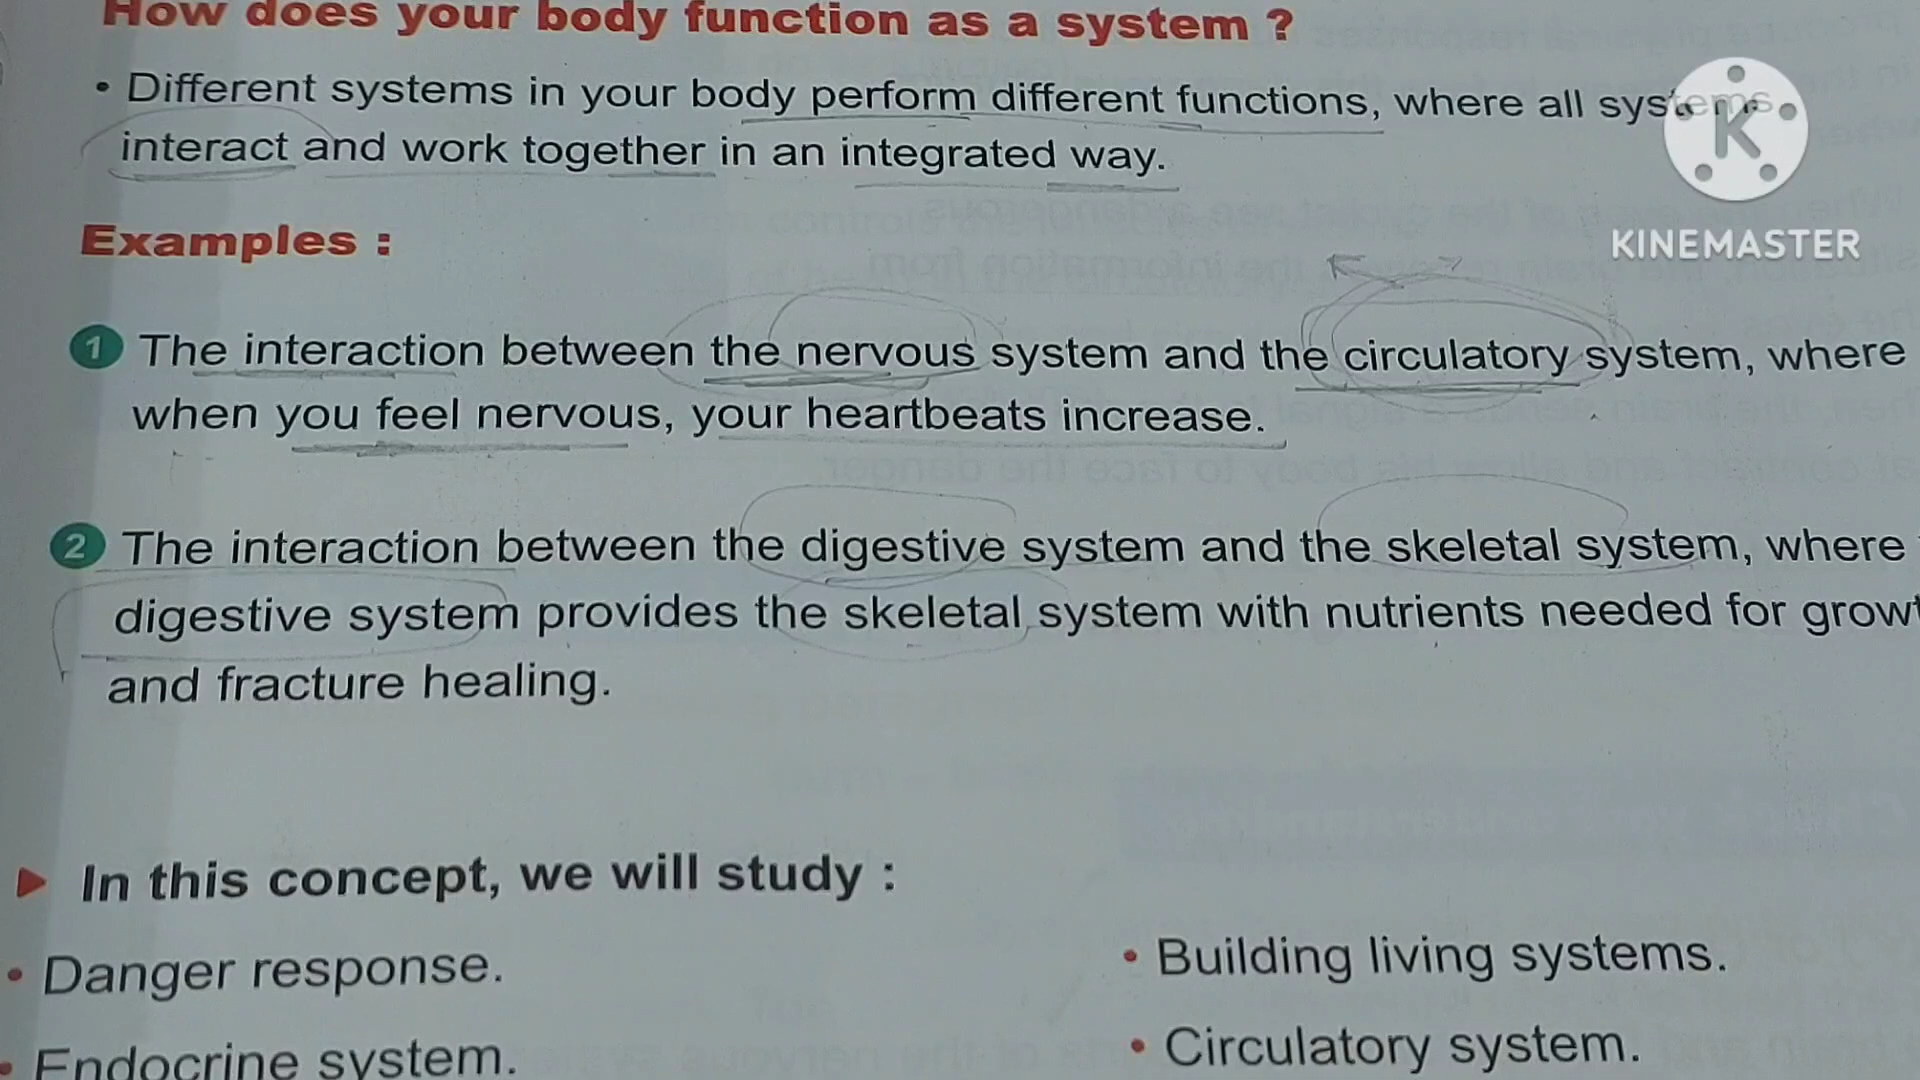 How does your body function as a system ?
• Different systems in your body perform different functions, where all systems
interact and work together in an integrated way.
KINEMASTER
Examples :
1 The interaction between the nervous system and the circulatory system, where
when you feel nervous, your heartbeats increase.
2 The interaction between the digestive system and the skeletal system, where
digestive system provides the skeletal system with nutrients needed for
and fracture healing.
In this concept, we will study :
• Danger response.
• Building living systems.
• Endocrine system.
• Circulatory system.